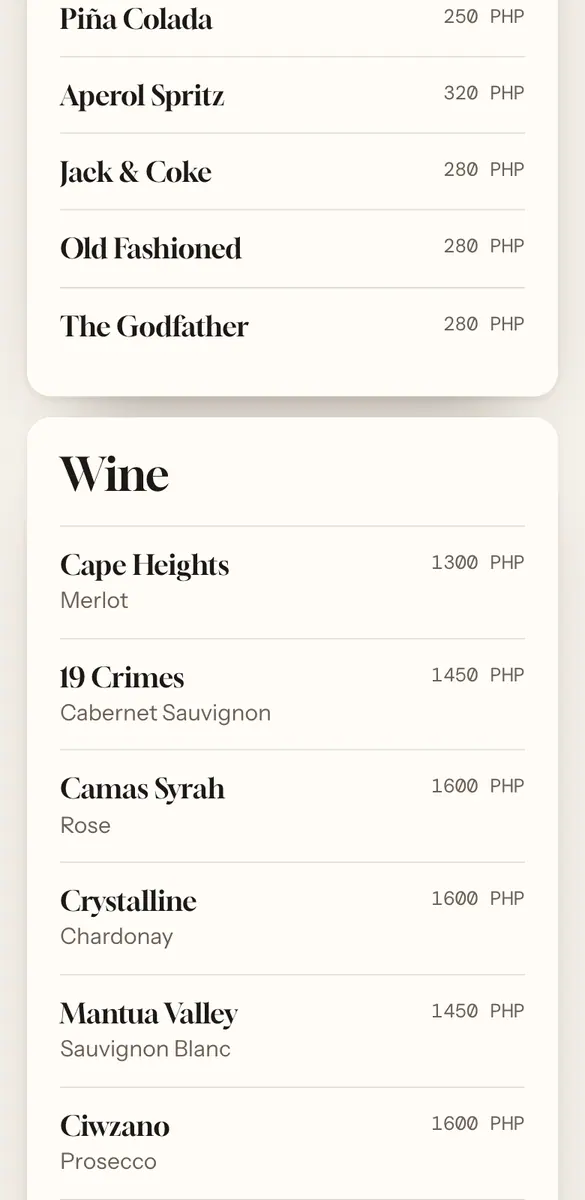 Piña Colada 250 PHP
Aperol Spritz 320 PHP
Jack & Coke 280 PHP
Old Fashioned 280 PHP
The Godfather 280 PHP
Wine
Cape Heights 1300 PHP
Merlot
19 Crimes 1450 PHP
Cabernet Sauvignon
Camas Syrah 1600 PHP
Rose
Crystalline 1600 PHP
Chardonay
Mantua Valley 1450 PHP
Sauvignon Blanc
Ciwzano 1600 PHP
Prosecco